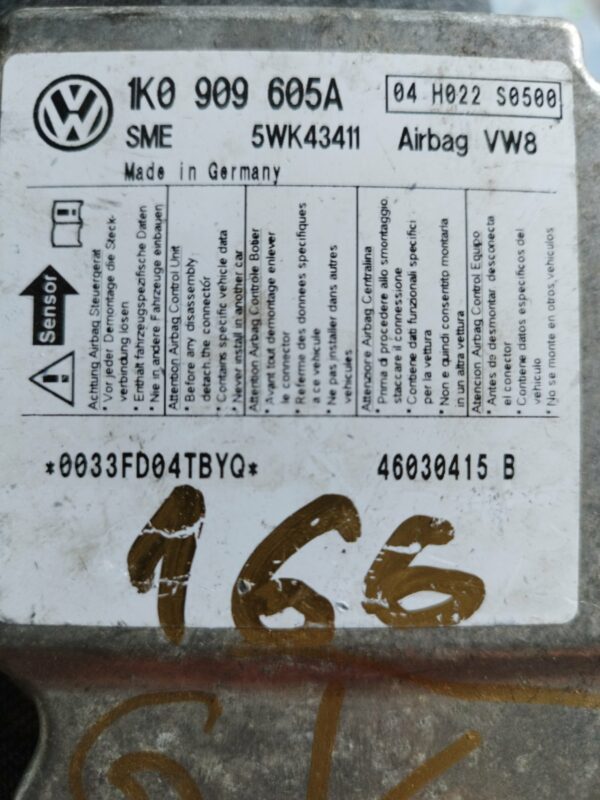 1K0 909 605A
04 H022 S0500
SME 5WK43411 Airbag VW8
Made in Germany
Sensor
Achtung Airbag Steuergerät
• Vor jeder Demontage die Steck-
verbindung lösen
• Enthält fahrzeugspezifische Daten
• Nie in andere Fahrzeuge einbauen
Attention Airbag Control Unit
• Before any disassembly
detach the connector
• Contains specific vehicle data
• Never install in another car
Attention Airbag Controlle Boitier
• Avant tout demontage enlever
le connector
• Referme des données spécifiques
a ce vehicule
• Ne pas installer dans autres
vehicules
Attenzione Airbag Centralina
• Prima di procedere allo smontaggio,
staccare il connessione
• Contiene dati funzionali specifici
per la vettura
• Non e quindi consentito montarla
in un altra vettura
Atencion Airbag Control Equipo
• Antes de desmontar, desconecta
el conector
• Contiene datos especificos del
vehiculo
• No se monte en otros, vehiculos
*0033FD04TBYQ* 46030415 B
166